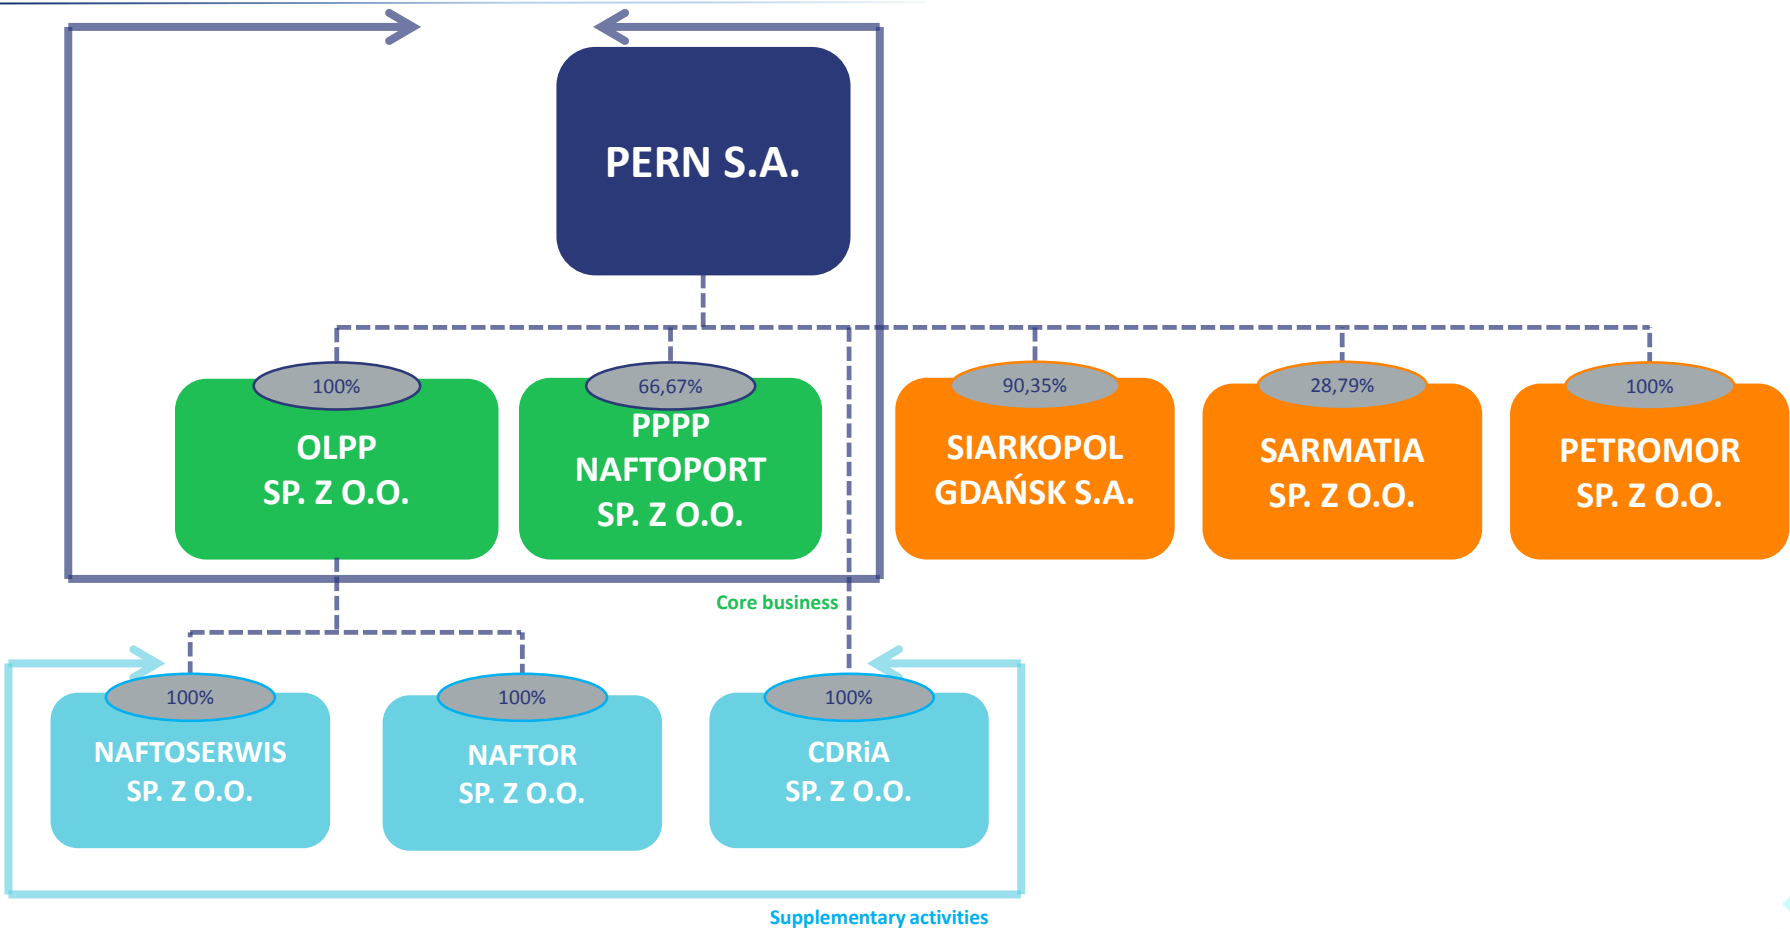 PERN S.A.
100%
66,67%
90,35%
28,79%
100%
OLPP
SP. Z O.O.
PPPP
NAFTOPORT
SP. Z O.O.
SIARKOPOL
GDAŃSK S.A.
SARMATIA
SP. Z O.O.
PETROMOR
SP. Z O.O.
Core business
100%
100%
100%
NAFTOSERWIS
SP. Z O.O.
NAFTOR
SP. Z O.O.
CDRiA
SP. Z O.O.
Supplementary activities